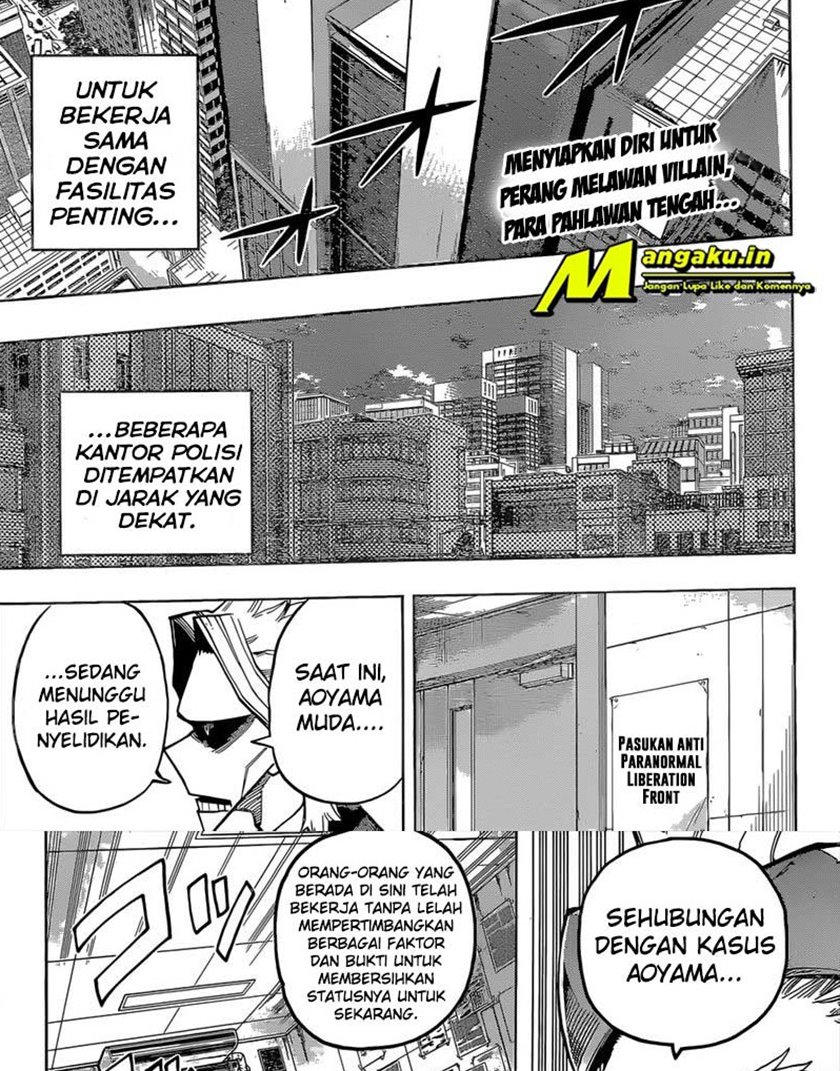 UNTUK
BEKERJA
SAMA
DENGAN
FASILITAS
PENTING...
MENYIAPKAN DIRI UNTUK
PERANG MELAWAN VILLAIN,
PARA PAHLAWAN TENGAH...
Mangaku.in
Jangan Lupa Like dan Komennya
...BEBERAPA
KANTOR POLISI
DITEMPATKAN
DI JARAK YANG
DEKAT.
PASUKAN ANTI
PARANORMAL
LIBERATION
FRONT
SAAT INI,
AOYAMA
MUDA....
...SEDANG
MENUNGGU
HASIL PE-
NYELIDIKAN.
SEHUBUNGAN
DENGAN KASUS
AOYAMA...
ORANG-ORANG YANG
BERADA DI SINI TELAH
BEKERJA TANPA LELAH
MEMPERTIMBANGKAN
BERBAGAI FAKTOR
DAN BUKTI UNTUK
MEMBERSIHKAN
STATUSNYA UNTUK
SEKARANG.